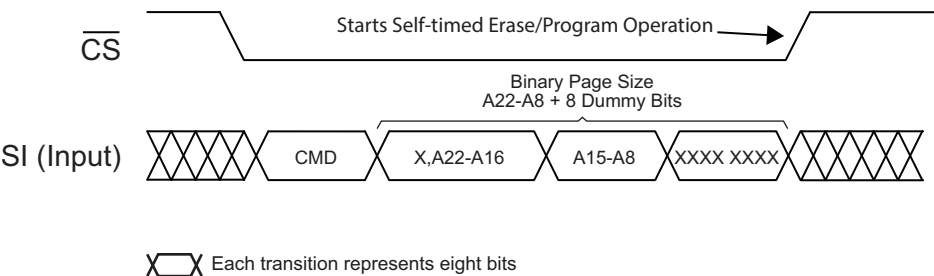 Starts Self-timed Erase/Program Operation
CS
Binary Page Size
A22-A8 + 8 Dummy Bits
SI (Input)
CMD
X,A22-A16
A15-A8
XXXX XXXX
Each transition represents eight bits